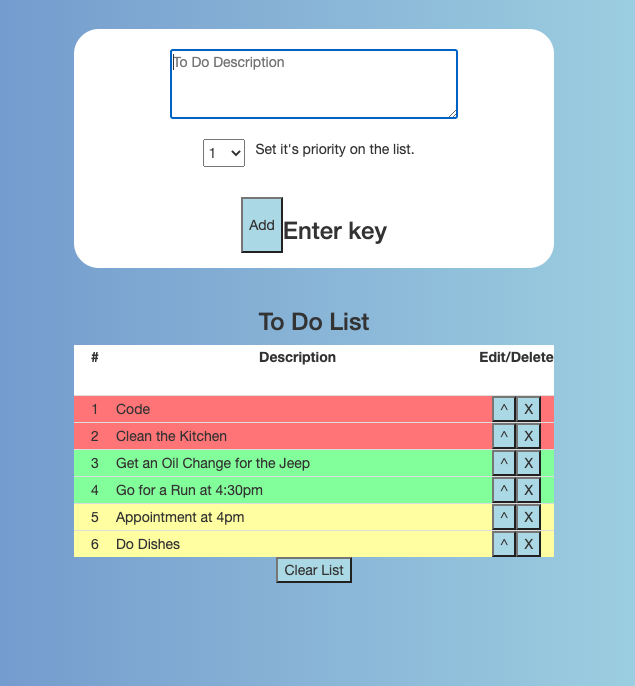 To Do Description
1 Set it's priority on the list.
Add Enter key
To Do List
# Description Edit/Delete
1 Code ^ X
2 Clean the Kitchen ^ X
3 Get an Oil Change for the Jeep ^ X
4 Go for a Run at 4:30pm ^ X
5 Appointment at 4pm ^ X
6 Do Dishes ^ X
Clear List